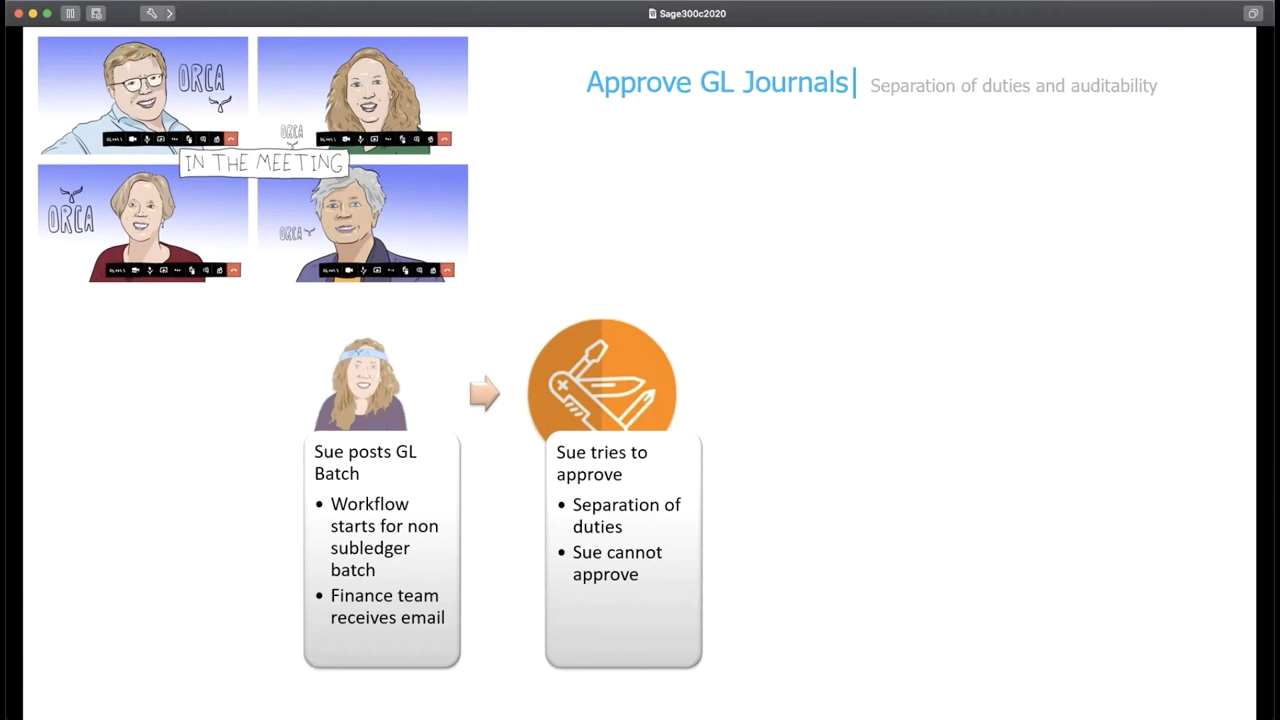 Sage300c2020
ORCA
ORCA
IN THE MEETING
ORCA
ORCA
Approve GL Journals| Separation of duties and auditability
Sue posts GL
Batch
• Workflow
starts for non
subledger
batch
• Finance team
receives email
Sue tries to
approve
• Separation of
duties
• Sue cannot
approve